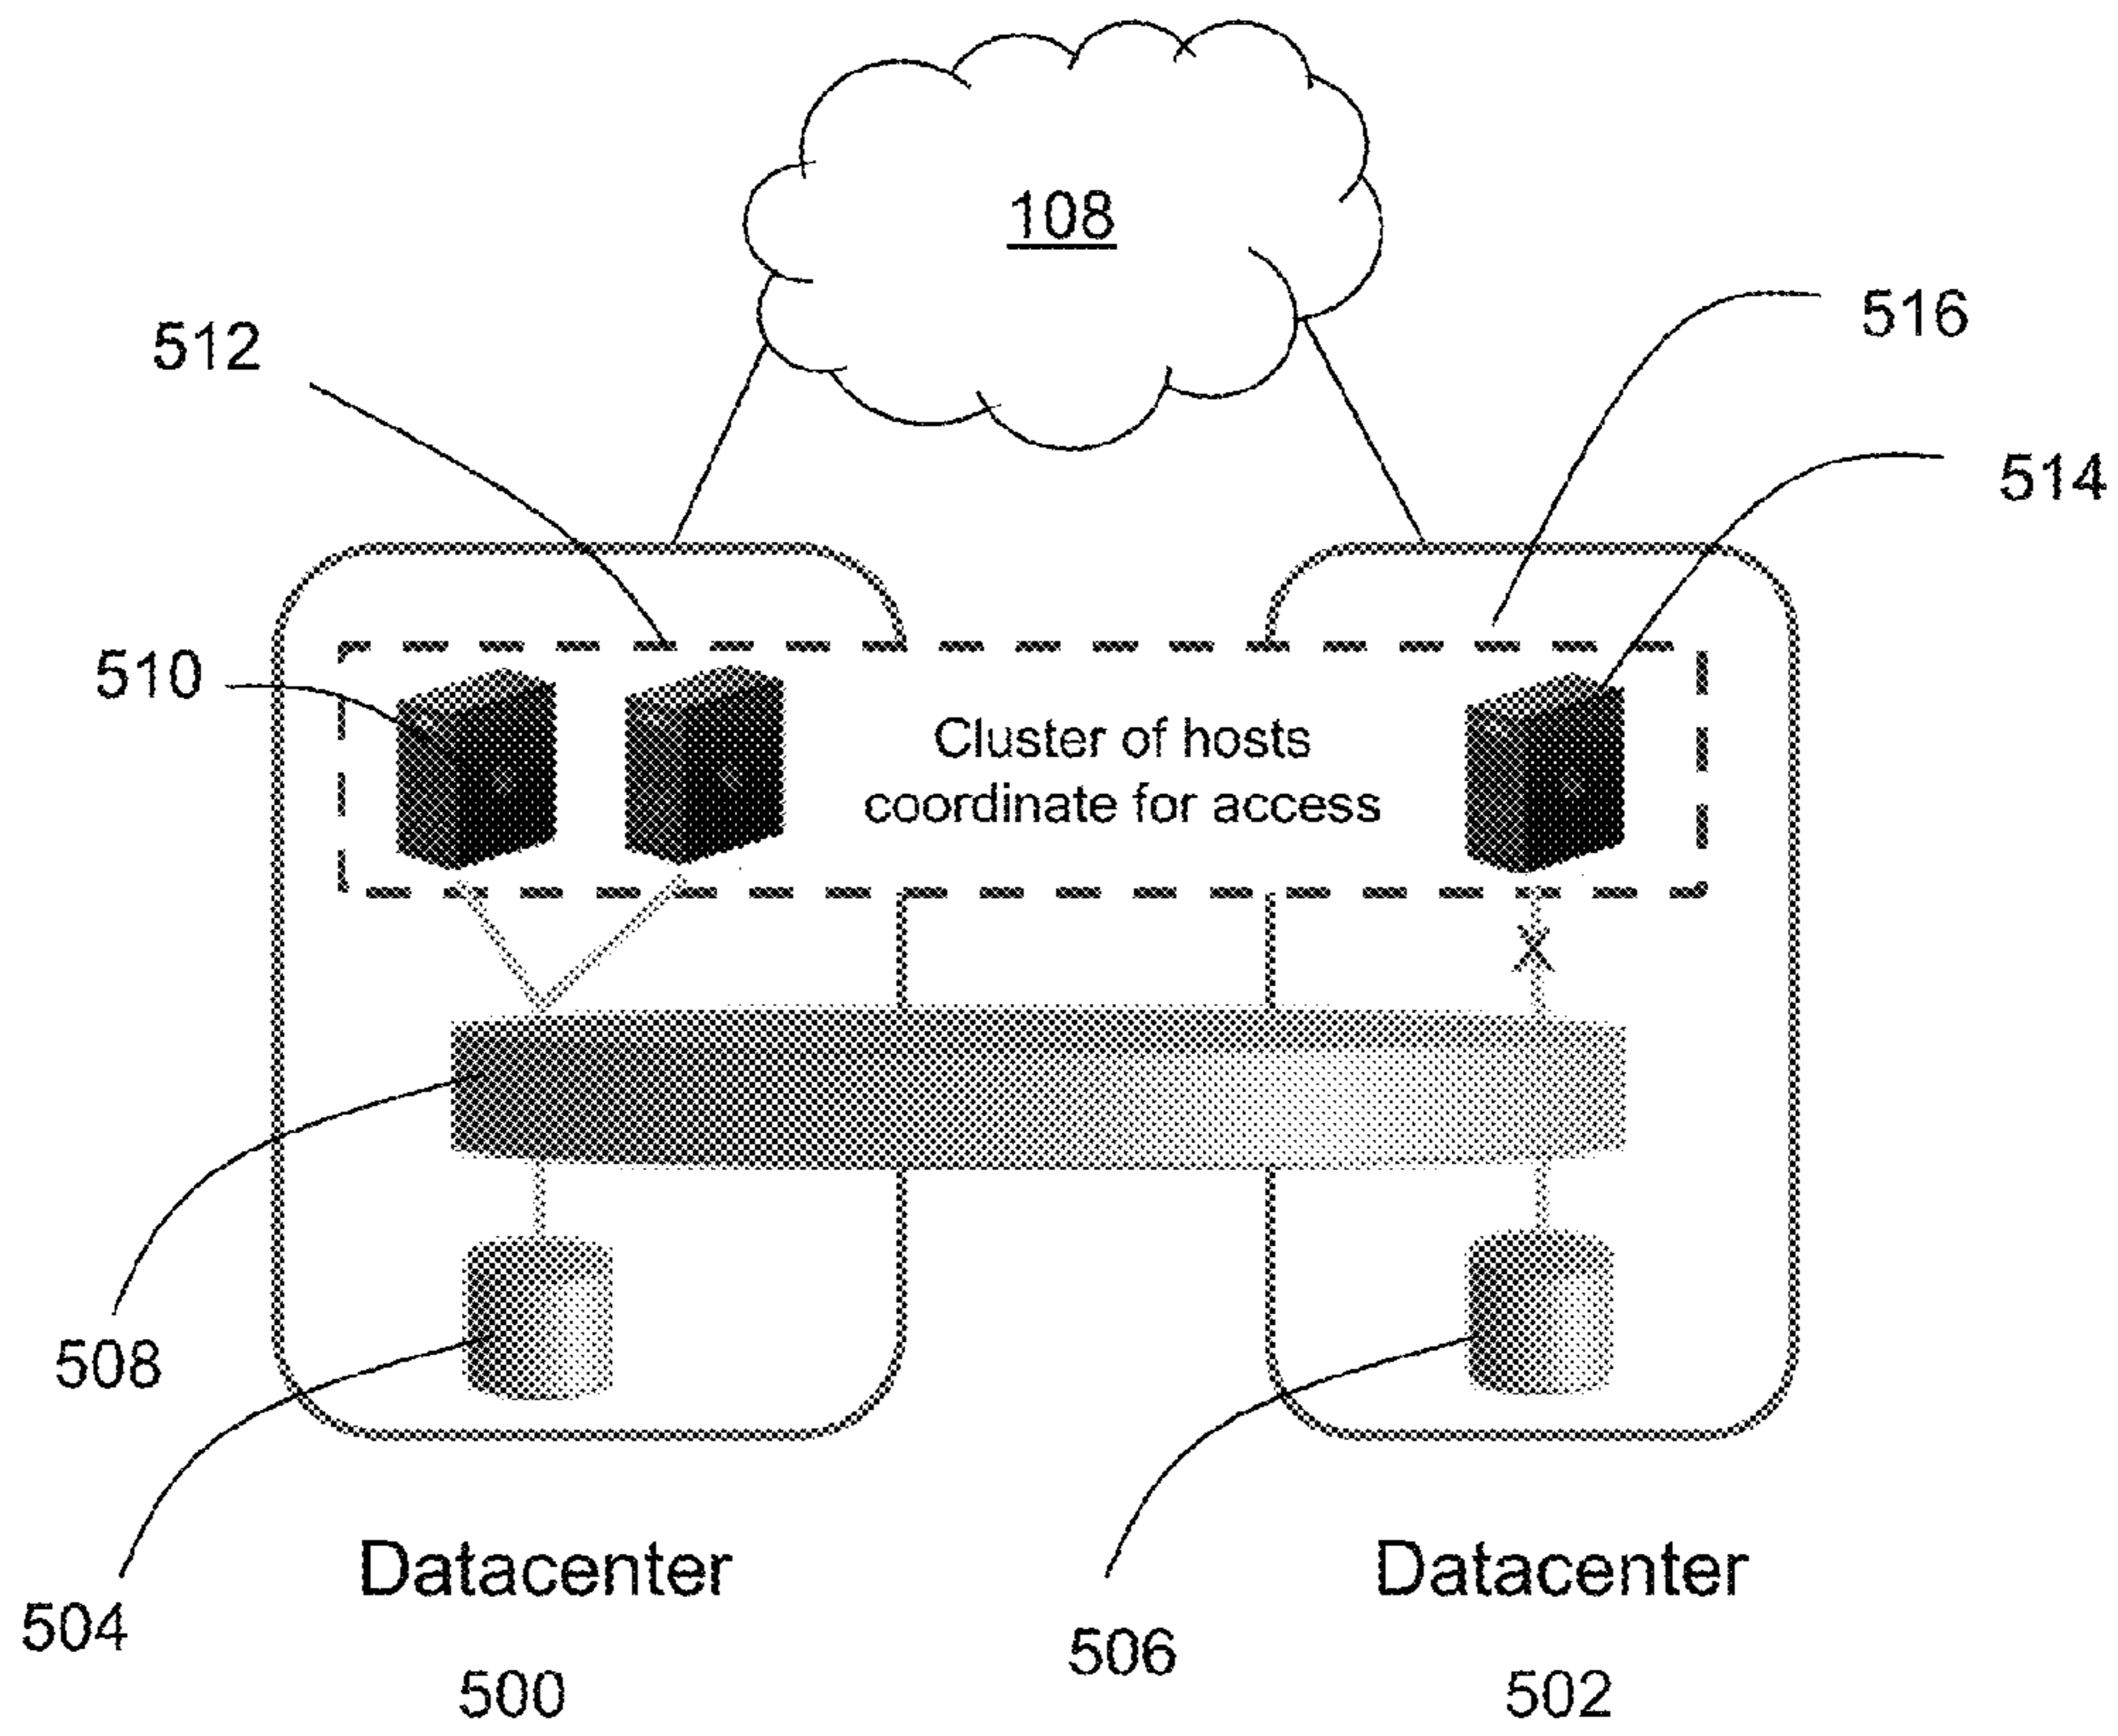 108
512
516
514
510
Cluster of hosts
coordinate for access
X
508
504
Datacenter
500
506
Datacenter
502